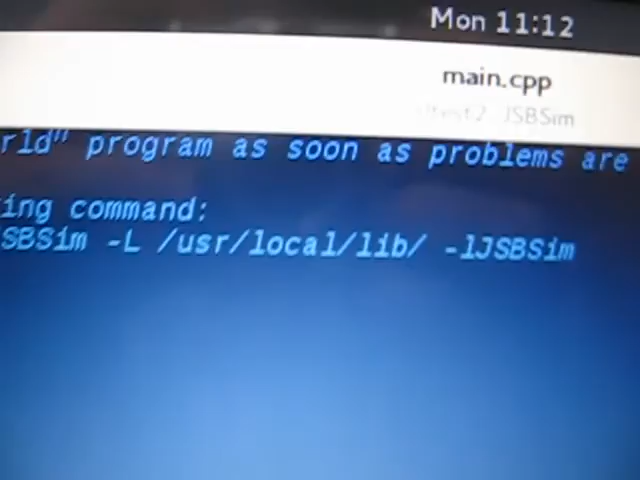 Mon 11:12
main.cpp
JSBSim
rld" program as soon as problems are
ing command:
SBSim -L /usr/local/lib/ -lJSBSim